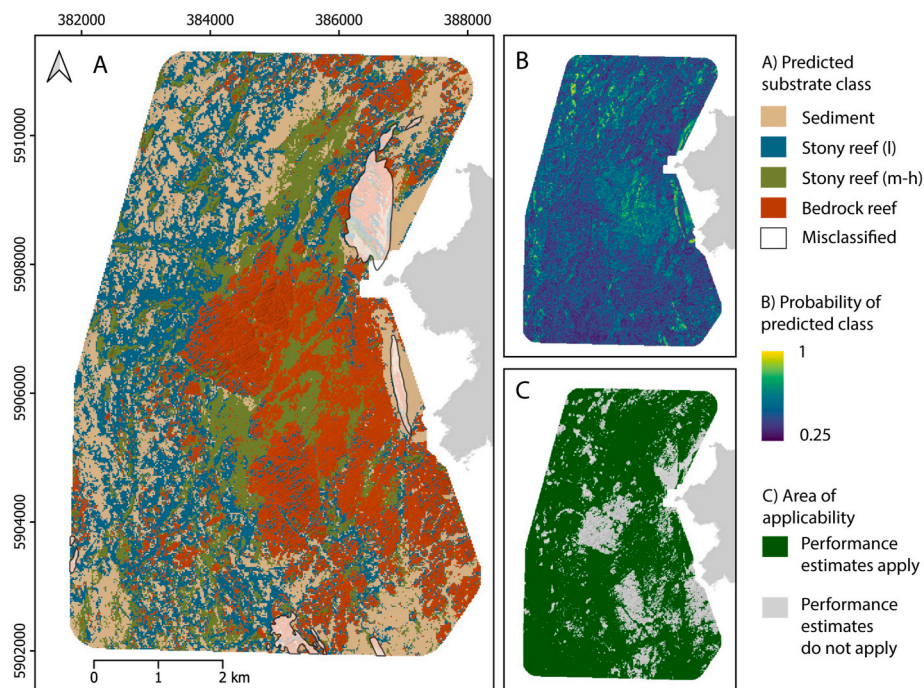 382000 384000 386000 388000
A
5910000
5908000
5906000
5904000
5902000
0 1 2 km
B
C
A) Predicted
substrate class
Sediment
Stony reef (l)
Stony reef (m-h)
Bedrock reef
Misclassified
B) Probability of
predicted class
1
0.25
C) Area of
applicability
Performance
estimates apply
Performance
estimates
do not apply